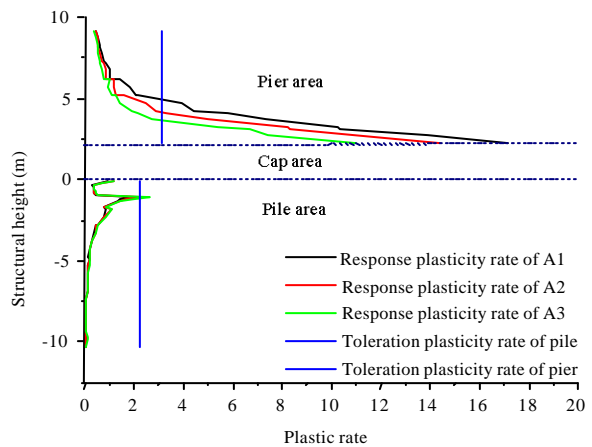 10
5
0
-5
-10
Structural height (m)
Pier area
Cap area
Pile area
Response plasticity rate of A1
Response plasticity rate of A2
Response plasticity rate of A3
Toleration plasticity rate of pile
Toleration plasticity rate of pier
0 2 4 6 8 10 12 14 16 18 20
Plastic rate